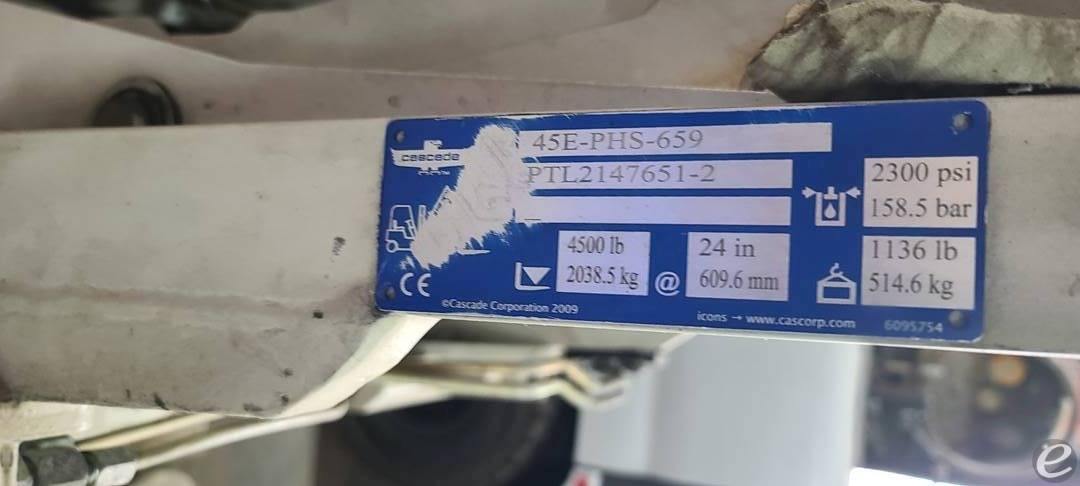 cascade
45E-PHS-659
PTL2147651-2
2300 psi
158.5 bar
4500 lb
2038.5 kg
@
24 in
609.6 mm
1136 lb
514.6 kg
CE
©Cascade Corporation 2009
icons → www.cascorp.com
6095754
e